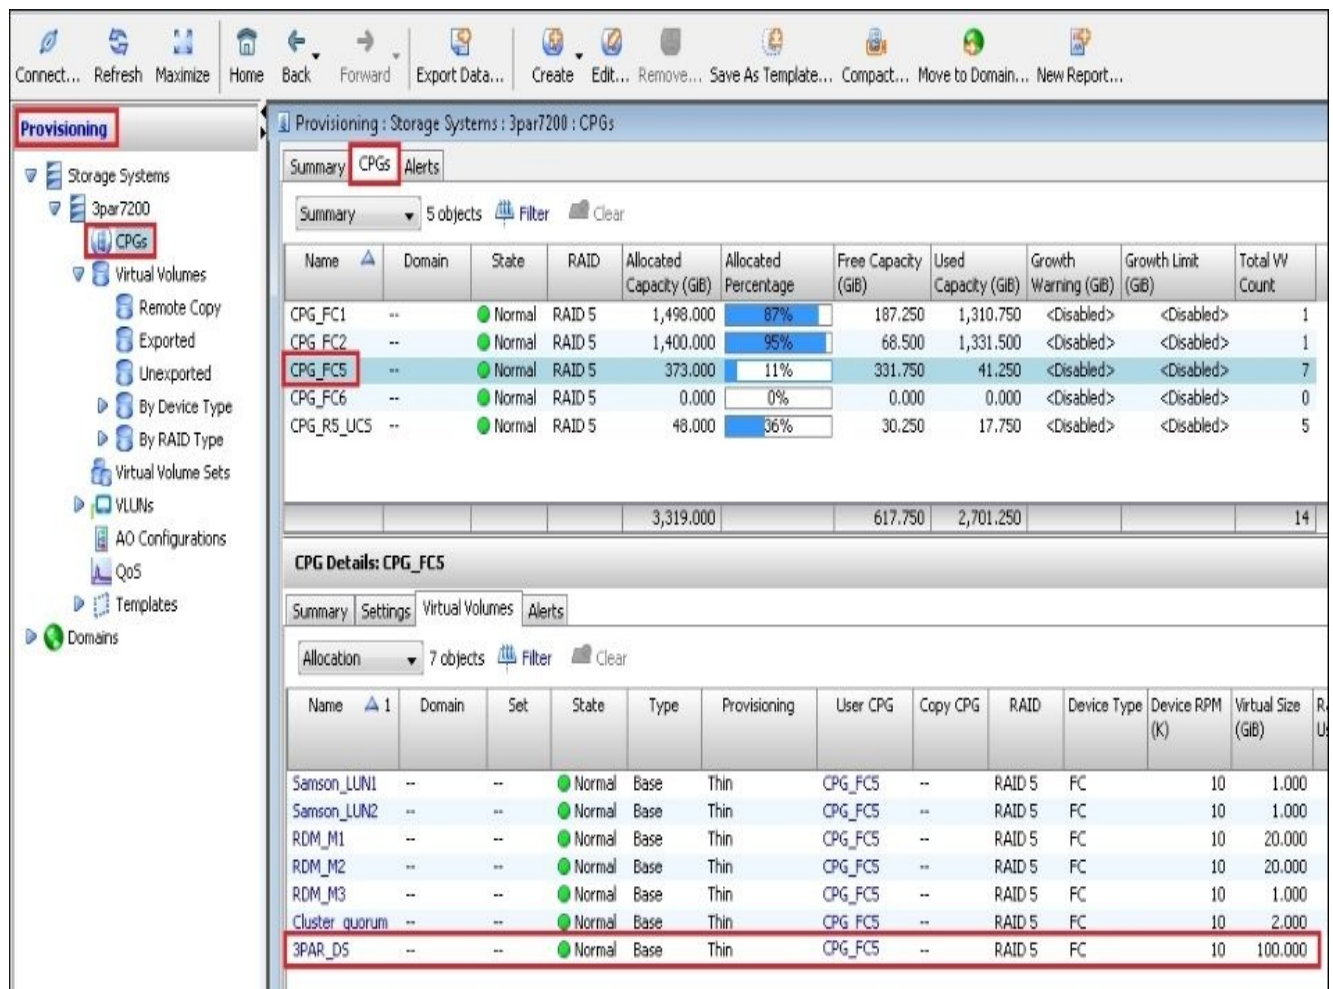 Connect... Refresh Maximize Home Back Forward Export Data... Create Edit... Remove... Save As Template... Compact... Move to Domain... New Report...
Provisioning
Storage Systems
3par7200
CPGs
Virtual Volumes
Remote Copy
Exported
Unexported
By Device Type
By RAID Type
Virtual Volume Sets
VLUNs
AO Configurations
QoS
Templates
Domains
Provisioning : Storage Systems : 3par7200 : CPGs
Summary CPGs Alerts
Summary 5 objects Filter Clear
Name Domain State RAID Allocated Capacity (GiB) Allocated Percentage Free Capacity (GiB) Used Capacity (GiB) Growth Warning (GiB) Growth Limit (GiB) Total VV Count
CPG_FC1 -- Normal RAID 5 1,498.000 87% 187.250 1,310.750 <Disabled> <Disabled> 1
CPG_FC2 -- Normal RAID 5 1,400.000 95% 68.500 1,331.500 <Disabled> <Disabled> 1
CPG_FC5 -- Normal RAID 5 373.000 11% 331.750 41.250 <Disabled> <Disabled> 7
CPG_FC6 -- Normal RAID 5 0.000 0% 0.000 0.000 <Disabled> <Disabled> 0
CPG_R5_UCS -- Normal RAID 5 48.000 36% 30.250 17.750 <Disabled> <Disabled> 5
3,319.000 617.750 2,701.250 14
CPG Details: CPG_FC5
Summary Settings Virtual Volumes Alerts
Allocation 7 objects Filter Clear
Name 1 Domain Set State Type Provisioning User CPG Copy CPG RAID Device Type Device RPM (K) Virtual Size (GiB)
Samson_LUN1 -- -- Normal Base Thin CPG_FC5 -- RAID 5 FC 10 1.000
Samson_LUN2 -- -- Normal Base Thin CPG_FC5 -- RAID 5 FC 10 1.000
RDM_M1 -- -- Normal Base Thin CPG_FC5 -- RAID 5 FC 10 20.000
RDM_M2 -- -- Normal Base Thin CPG_FC5 -- RAID 5 FC 10 20.000
RDM_M3 -- -- Normal Base Thin CPG_FC5 -- RAID 5 FC 10 1.000
Cluster_quorum -- -- Normal Base Thin CPG_FC5 -- RAID 5 FC 10 2.000
3PAR_DS -- -- Normal Base Thin CPG_FC5 -- RAID 5 FC 10 100.000